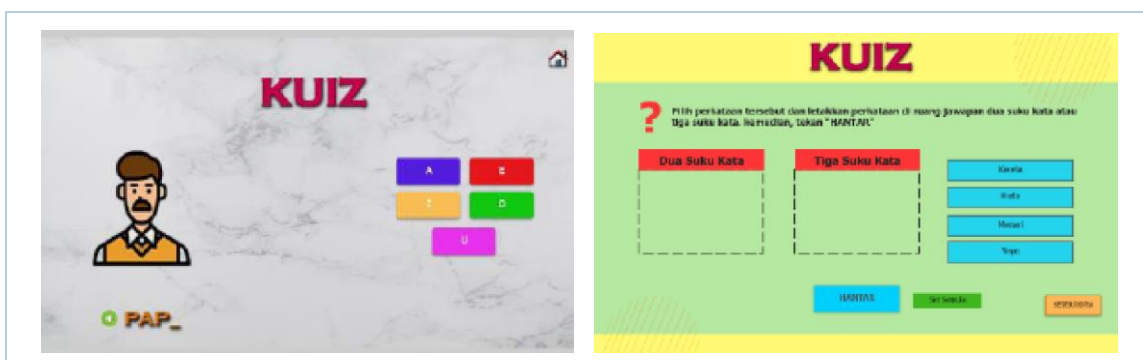 KUIZ
A
E
I
O
U
PAP_
KUIZ
? Pilih perkataan tersebut dan letakkan perkataan di ruang jawapan dua suku kata atau
tiga suku kata. Kemudian, tekan "HANTAR"
Dua Suku Kata
Tiga Suku Kata
Kereta
Menari
HANTAR